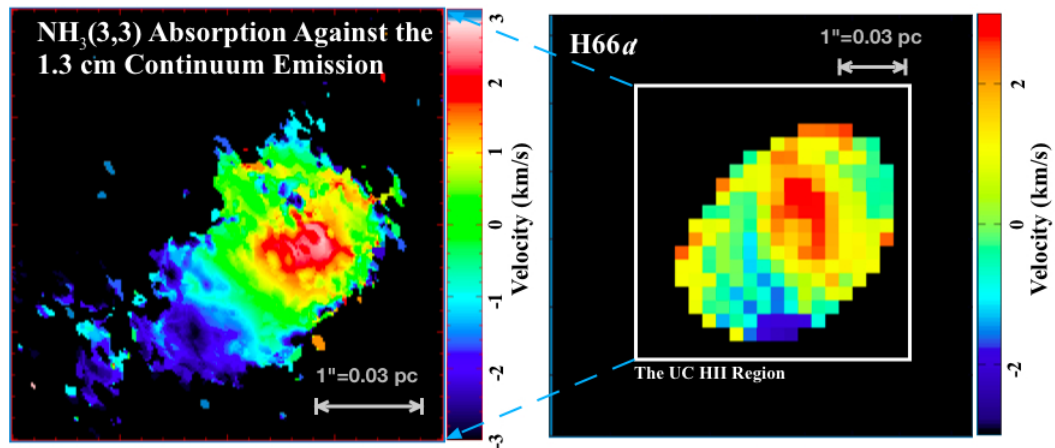 NH₃(3,3) Absorption Against the
1.3 cm Continuum Emission
1"=0.03 pc
3
2
1
0
-1
-2
-3
Velocity (km/s)
H66α
1"=0.03 pc
The UC HII Region
2
0
-2
Velocity (km/s)